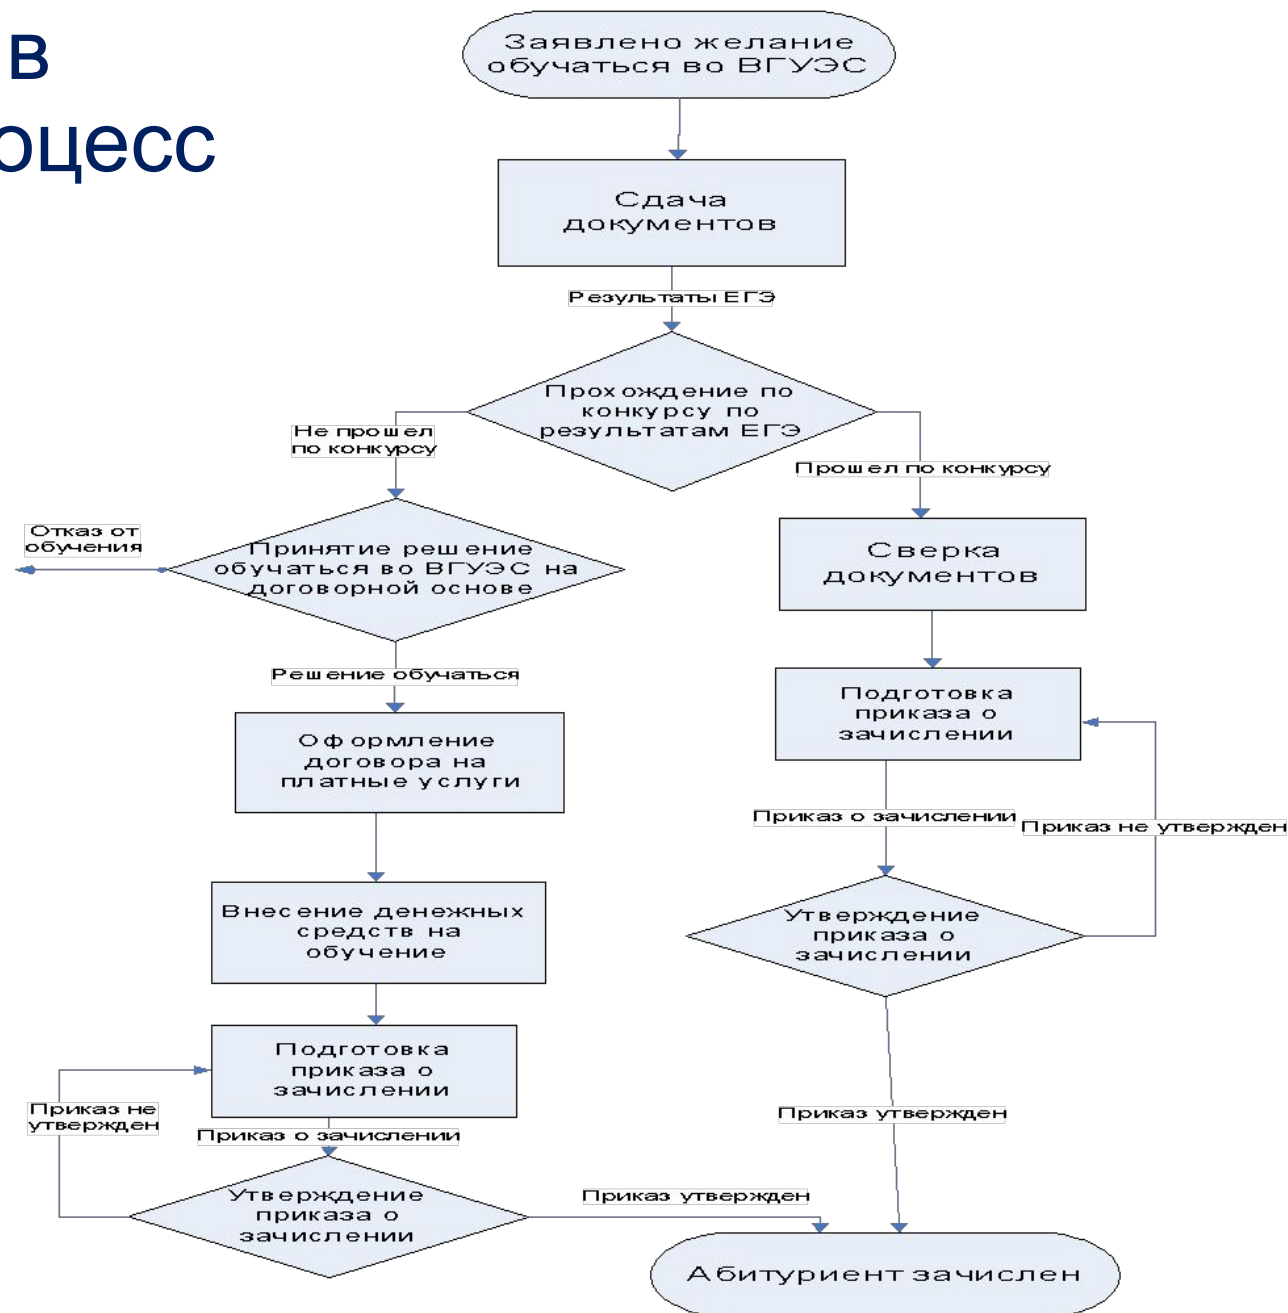 в
оцесс
Заявлено желание
обучаться во ВГУЭС
Сдача
документов
Результаты ЕГЭ
Прохождение по
конкурсу по
результатам ЕГЭ
Не прошел
по конкурсу
Прошел по конкурсу
Отказ от
обучения
Принятие решение
обучаться во ВГУЭС на
договорной основе
Сверка
документов
Решение обучаться
Подготовка
приказа о
зачислении
Оформление
договора на
платные услуги
Приказ о зачислении
Приказ не утвержден
Внесение денежных
средств на
обучение
Утверждение
приказа о
зачислении
Подготовка
приказа о
зачислении
Приказ не
утвержден
Приказ о зачислении
Приказ утвержден
Утверждение
приказа о
зачислении
Приказ утвержден
Абитуриент зачислен